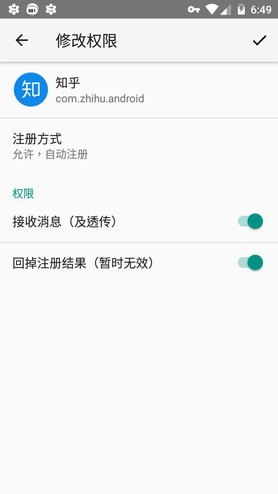 6:49
修改权限
知
知乎
com.zhihu.android
注册方式
允许，自动注册
权限
接收消息（及透传）
回掉注册结果（暂时无效）